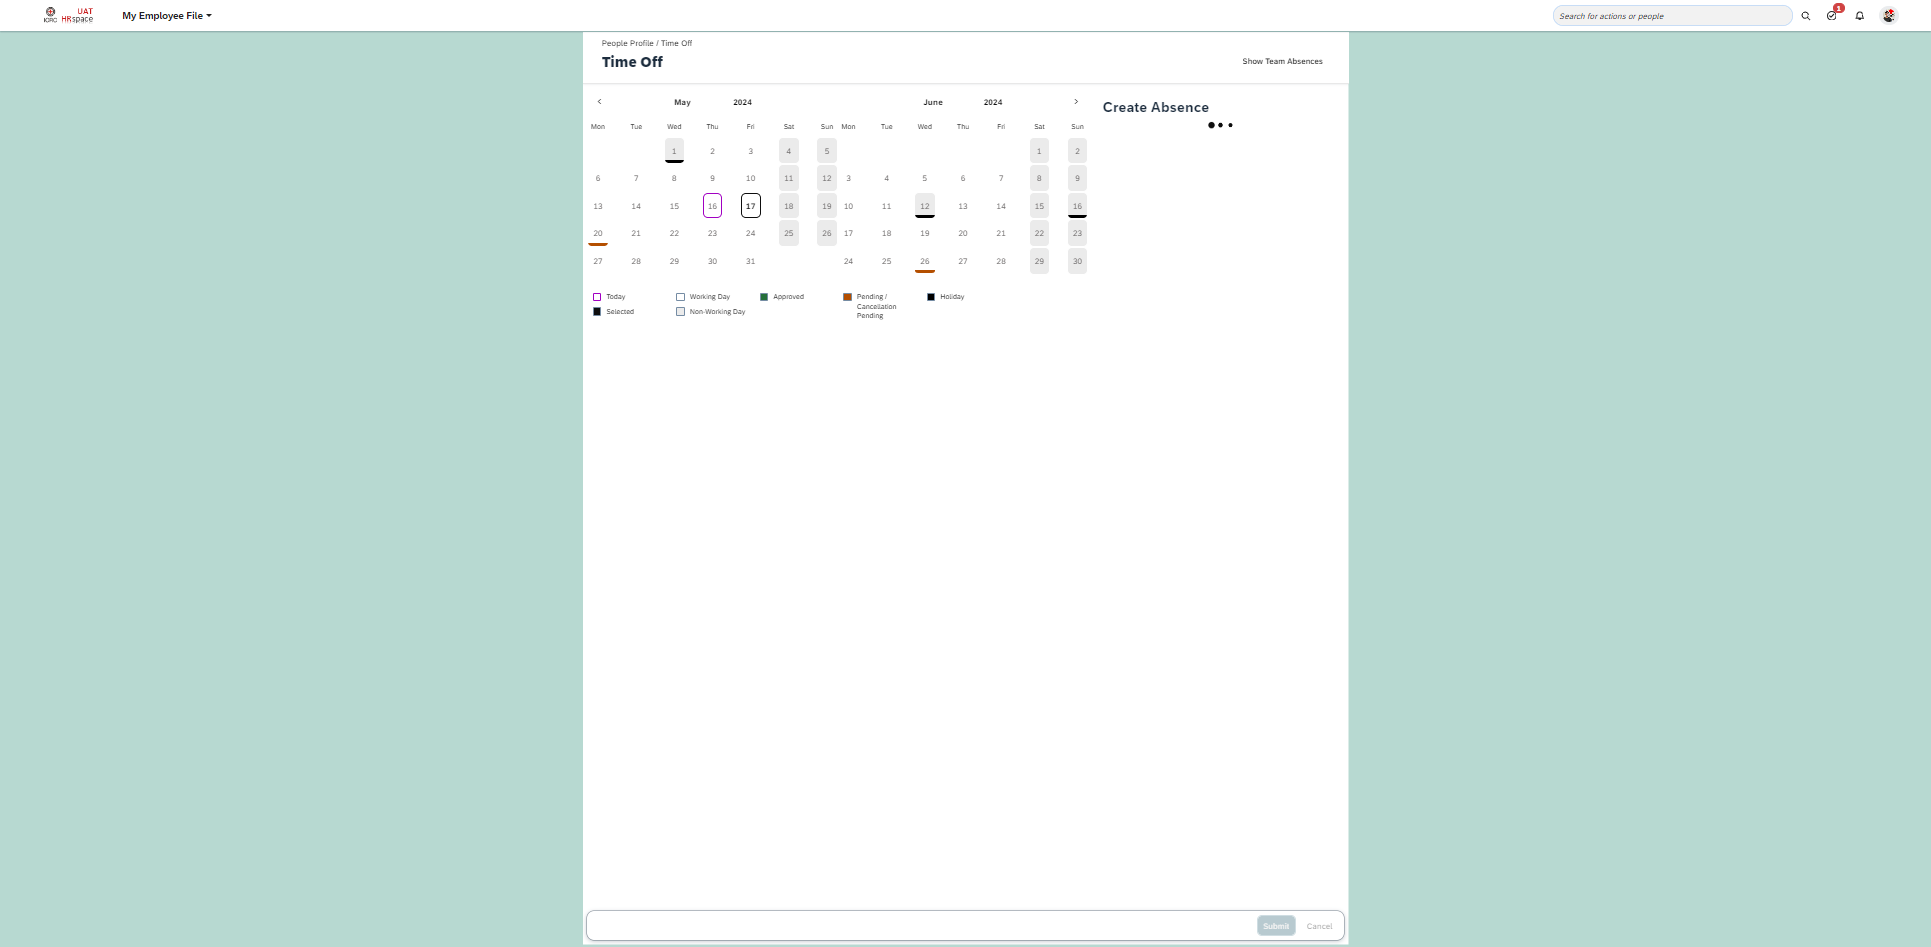 ICRC UAT HRspace My Employee File Search for actions or people 1
People Profile / Time Off
Time Off Show Team Absences
May 2024 June 2024 Create Absence
Mon Tue Wed Thu Fri Sat Sun Mon Tue Wed Thu Fri Sat Sun
1 2 3 4 5 1 2
6 7 8 9 10 11 12 3 4 5 6 7 8 9
13 14 15 16 17 18 19 10 11 12 13 14 15 16
20 21 22 23 24 25 26 17 18 19 20 21 22 23
27 28 29 30 31 24 25 26 27 28 29 30
Today Working Day Approved Pending / Holiday
Cancellation
Selected Non-Working Day Pending
Submit Cancel